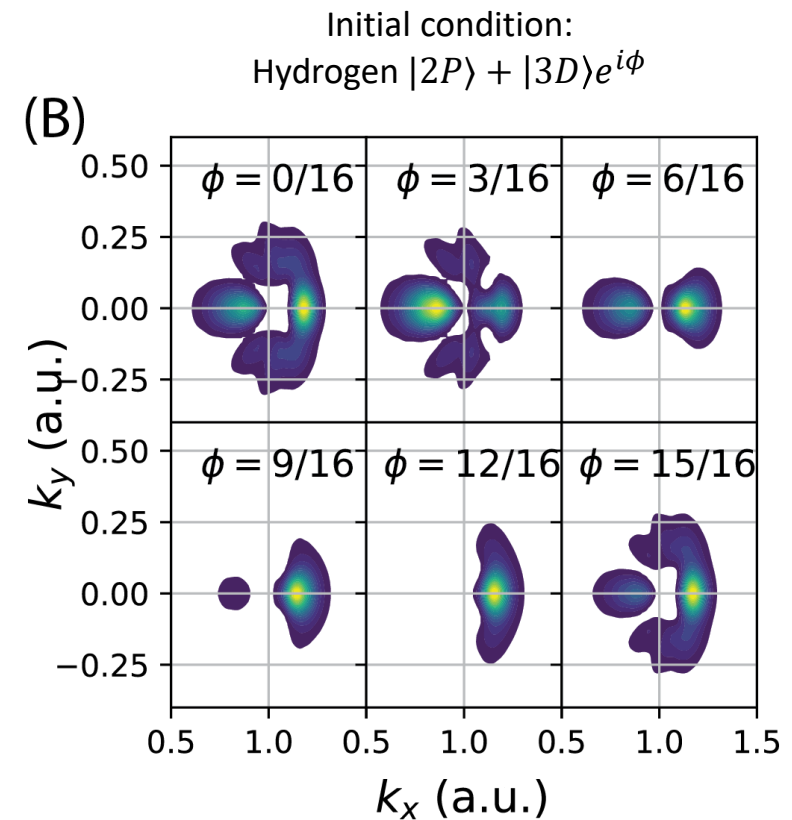 Initial condition:
Hydrogen |2P⟩ + |3D⟩e^{iϕ}
(B)
0.50
0.25
0.00
−0.25
ϕ = 0/16
ϕ = 3/16
ϕ = 6/16
k_y (a.u.)
0.50
0.25
0.00
−0.25
ϕ = 9/16
ϕ = 12/16
ϕ = 15/16
0.5 1.0 0.5 1.0 0.5 1.0 1.5
k_x (a.u.)